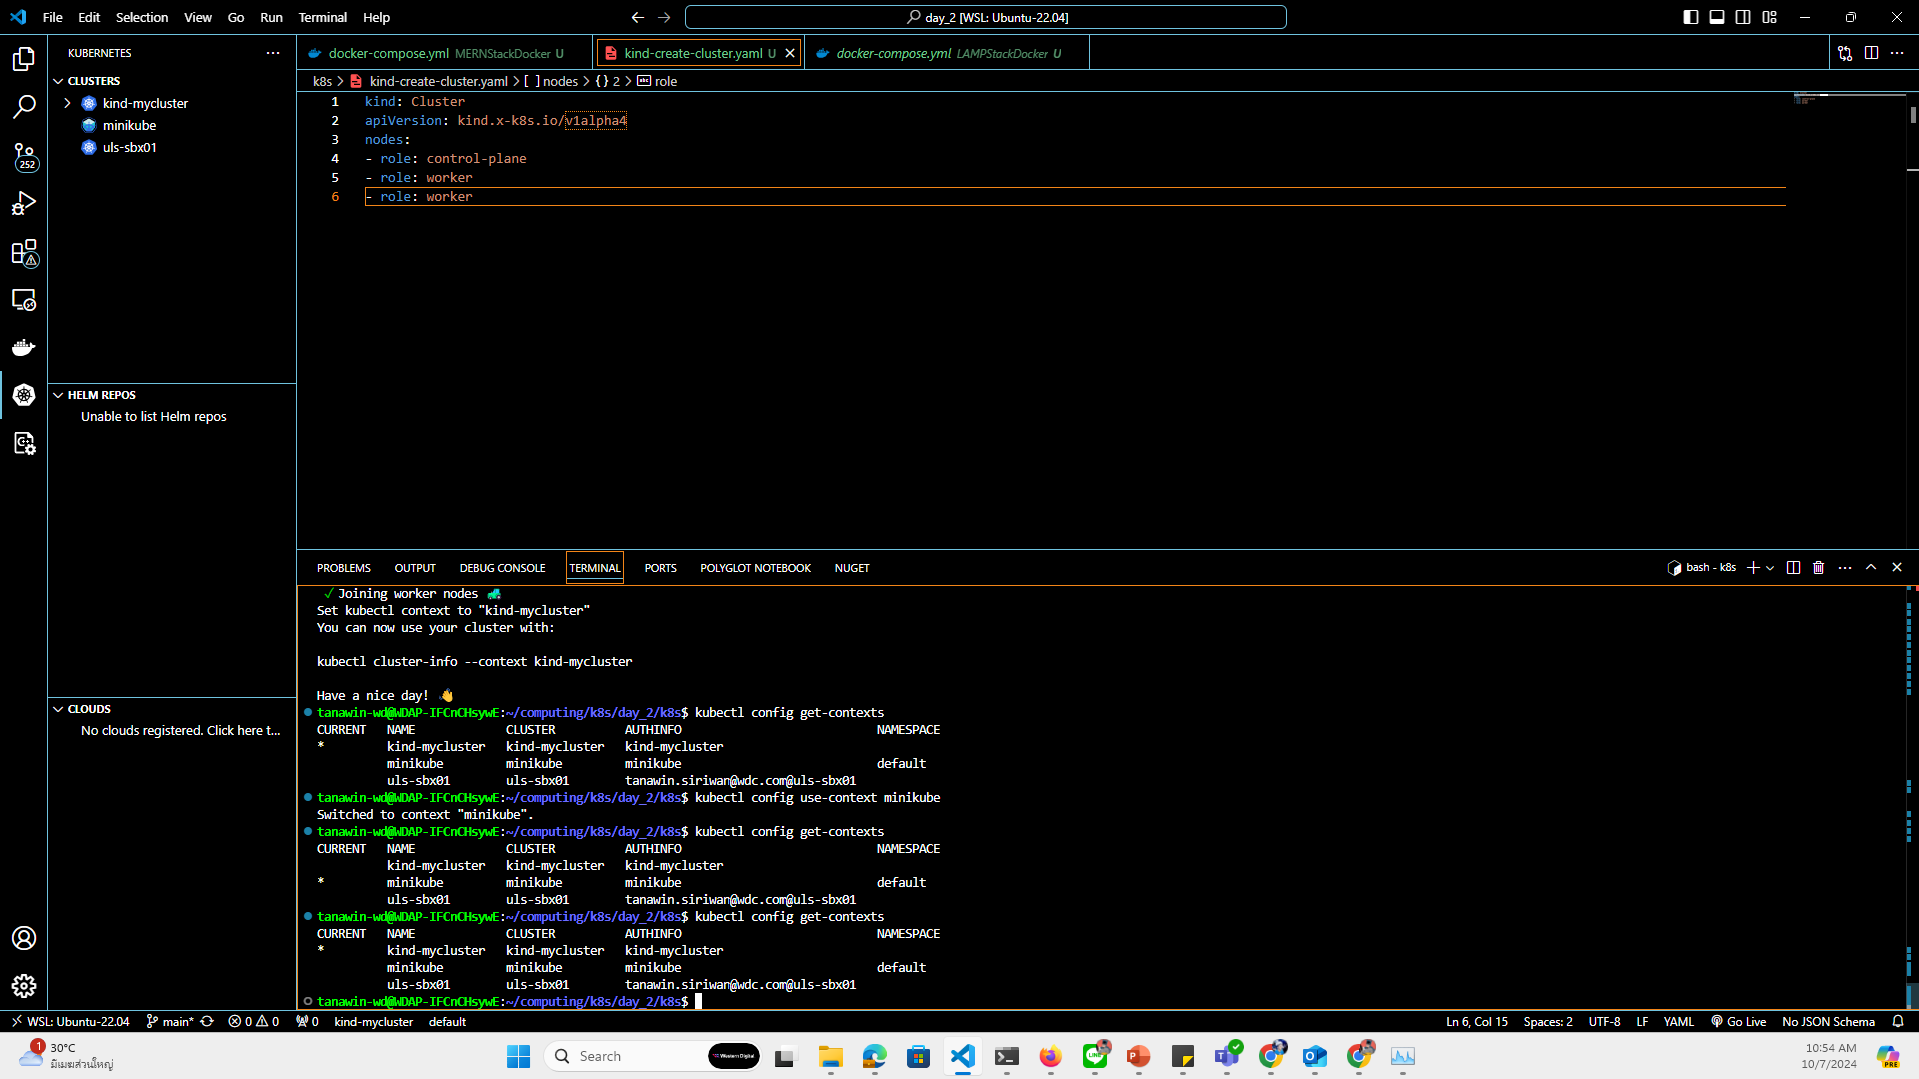 File Edit Selection View Go Run Terminal Help
day_2 [WSL: Ubuntu-22.04]
KUBERNETES
docker-compose.yml MERNStackDocker U
kind-create-cluster.yaml U
docker-compose.yml LAMPStackDocker U
CLUSTERS
kind-mycluster
minikube
uls-sbx01
252
k8s > kind-create-cluster.yaml > [ ] nodes > {} 2 > role
1 kind: Cluster
2 apiVersion: kind.x-k8s.io/v1alpha4
3 nodes:
4 - role: control-plane
5 - role: worker
6 - role: worker
HELM REPOS
Unable to list Helm repos
CLOUDS
No clouds registered. Click here t...
PROBLEMS OUTPUT DEBUG CONSOLE TERMINAL PORTS POLYGLOT NOTEBOOK NUGET
bash - k8s
✓ Joining worker nodes 🚜
Set kubectl context to "kind-mycluster"
You can now use your cluster with:
kubectl cluster-info --context kind-mycluster
Have a nice day! 👋
tanawin-wd@WDAP-IFCnCHsywE:~/computing/k8s/day_2/k8s$ kubectl config get-contexts
CURRENT NAME CLUSTER AUTHINFO NAMESPACE
* kind-mycluster kind-mycluster kind-mycluster
minikube minikube minikube default
uls-sbx01 uls-sbx01 tanawin.siriwan@wdc.com@uls-sbx01
tanawin-wd@WDAP-IFCnCHsywE:~/computing/k8s/day_2/k8s$ kubectl config use-context minikube
Switched to context "minikube".
tanawin-wd@WDAP-IFCnCHsywE:~/computing/k8s/day_2/k8s$ kubectl config get-contexts
CURRENT NAME CLUSTER AUTHINFO NAMESPACE
kind-mycluster kind-mycluster kind-mycluster
* minikube minikube minikube default
uls-sbx01 uls-sbx01 tanawin.siriwan@wdc.com@uls-sbx01
tanawin-wd@WDAP-IFCnCHsywE:~/computing/k8s/day_2/k8s$ kubectl config get-contexts
CURRENT NAME CLUSTER AUTHINFO NAMESPACE
* kind-mycluster kind-mycluster kind-mycluster
minikube minikube minikube default
uls-sbx01 uls-sbx01 tanawin.siriwan@wdc.com@uls-sbx01
tanawin-wd@WDAP-IFCnCHsywE:~/computing/k8s/day_2/k8s$
WSL: Ubuntu-22.04 main* 0 0 0 kind-mycluster default
Ln 6, Col 15 Spaces: 2 UTF-8 LF YAML Go Live No JSON Schema
1
30°C
มีเมฆส่วนใหญ่
Search
Western Digital
10:54 AM
10/7/2024
PRE